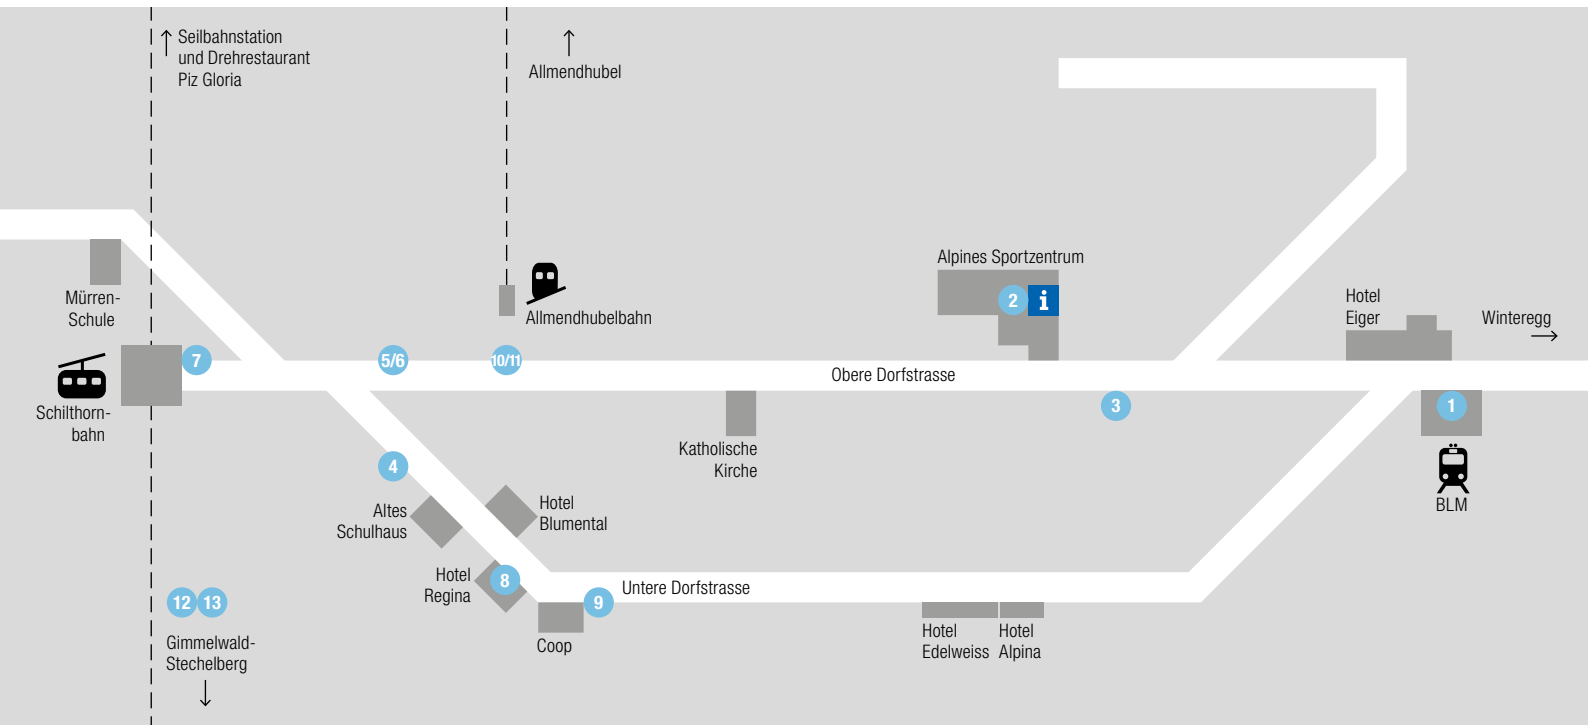 Seilbahnstation
und Drehrestaurant
Piz Gloria
Allmendhubel
Mürren-
Schule
Allmendhubelbahn
Alpines Sportzentrum
2
i
Hotel
Eiger
Winteregg
7
5/6
10/11
Obere Dorfstrasse
Schilthorn-
bahn
3
1
Katholische
Kirche
4
BLM
Altes
Schulhaus
Hotel
Blumental
Hotel
Regina
8
9
Untere Dorfstrasse
12
13
Gimmelwald-
Stechelberg
Coop
Hotel
Edelweiss
Hotel
Alpina